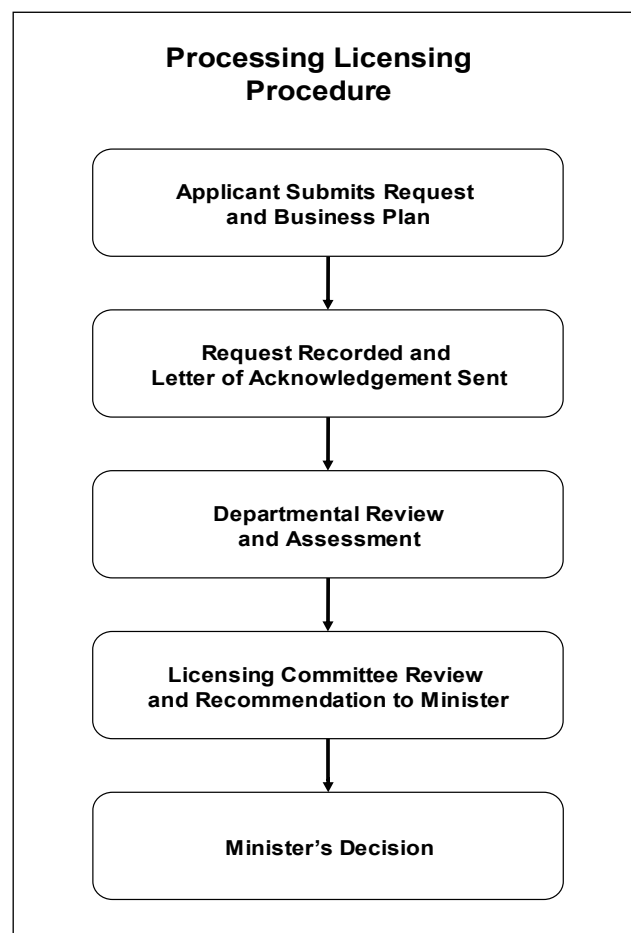 Processing Licensing
Procedure
Applicant Submits Request
and Business Plan
Request Recorded and
Letter of Acknowledgement Sent
Departmental Review
and Assessment
Licensing Committee Review
and Recommendation to Minister
Minister’s Decision